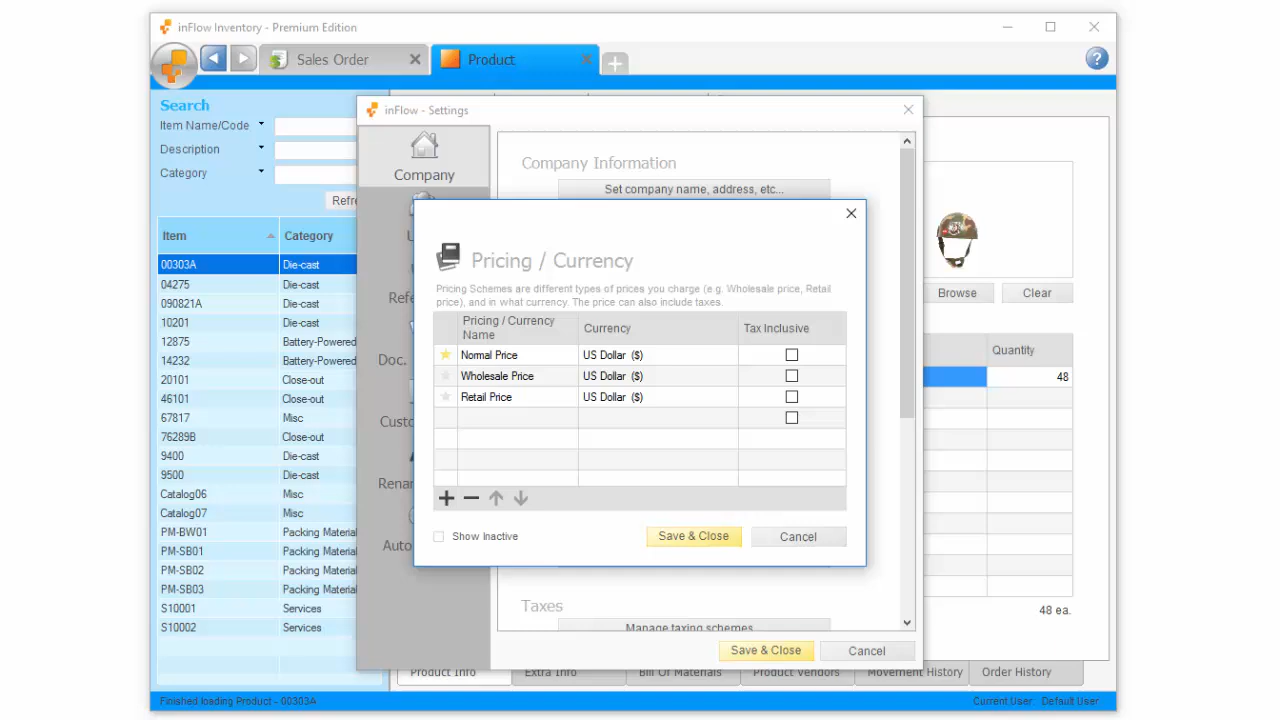 inFlow Inventory - Premium Edition
Sales Order
Product
Search
Item Name/Code
Description
Category
Refre
Item Category
00303A Die-cast
04275 Die-cast
090821A Die-cast
10201 Die-cast
12875 Battery-Powered
14232 Battery-Powered
20101 Close-out
46101 Close-out
67817 Misc
76289B Close-out
9400 Die-cast
9500 Die-cast
Catalog06 Misc
Catalog07 Misc
PM-BW01 Packing Material
PM-SB01 Packing Material
PM-SB02 Packing Material
PM-SB03 Packing Material
S10001 Services
S10002 Services
inFlow - Settings
Company
Refe
Doc.
Custo
Renam
Auto
Company Information
Set company name, address, etc...
Pricing / Currency
Pricing Schemes are different types of prices you charge (e.g. Wholesale price, Retail
price), and in what currency. The price can also include taxes.
Pricing / Currency
Name
Currency
Tax Inclusive
Normal Price US Dollar ($)
Wholesale Price US Dollar ($)
Retail Price US Dollar ($)
Show Inactive
Save & Close
Cancel
Taxes
Manage taxing schemes
Save & Close
Cancel
Browse
Clear
Quantity
48
48 ea.
Product Info
Extra Info
Bill Of Materials
Product Vendors
Movement History
Order History
Finished loading Product - 00303A
Current User: Default User